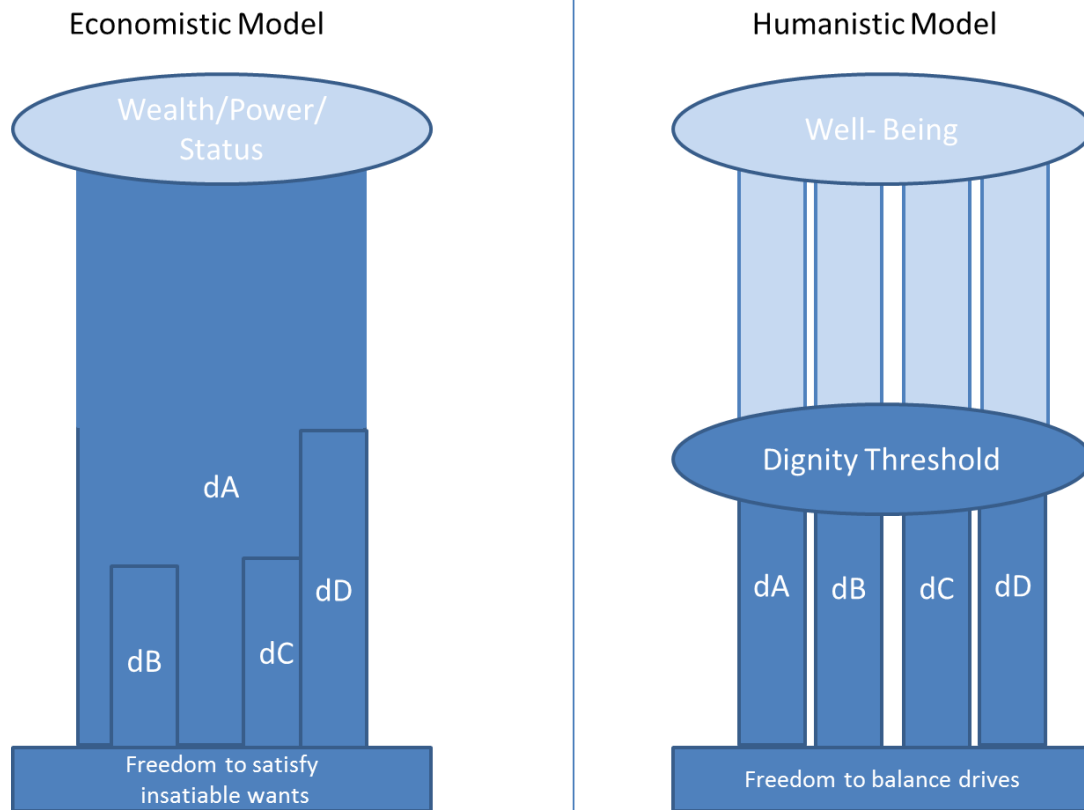 Economistic Model
Wealth/Power/
Status
dA
dD
dC
dB
Freedom to satisfy
insatiable wants
Humanistic Model
Well- Being
Dignity Threshold
dA
dB
dC
dD
Freedom to balance drives